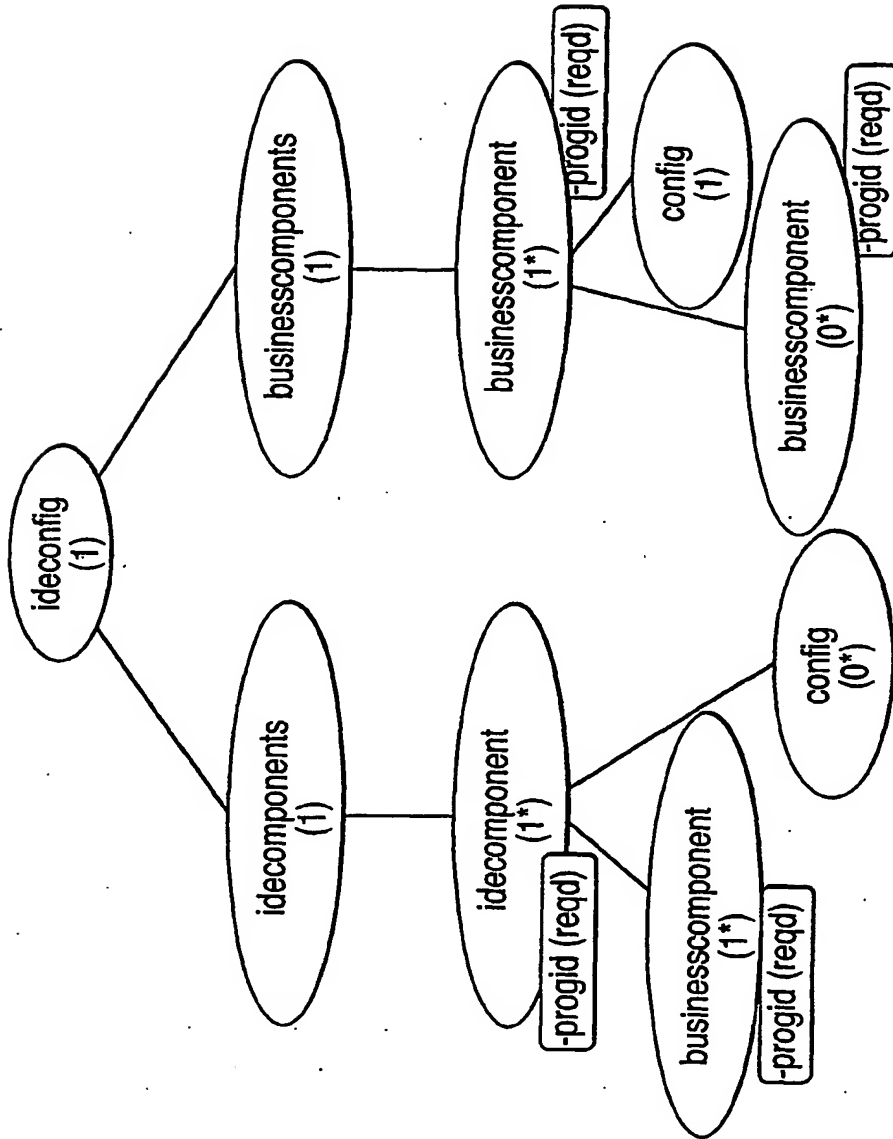 ideconfig
(1)
idecomponents
(1)
businesscomponents
(1)
idecomponent
(1*)
-progid (reqd)
businesscomponent
(1*)
-progid (reqd)
businesscomponent
(1*)
-progid (reqd)
config
(0*)
businesscomponent
(0*)
-progid (reqd)
config
(1)